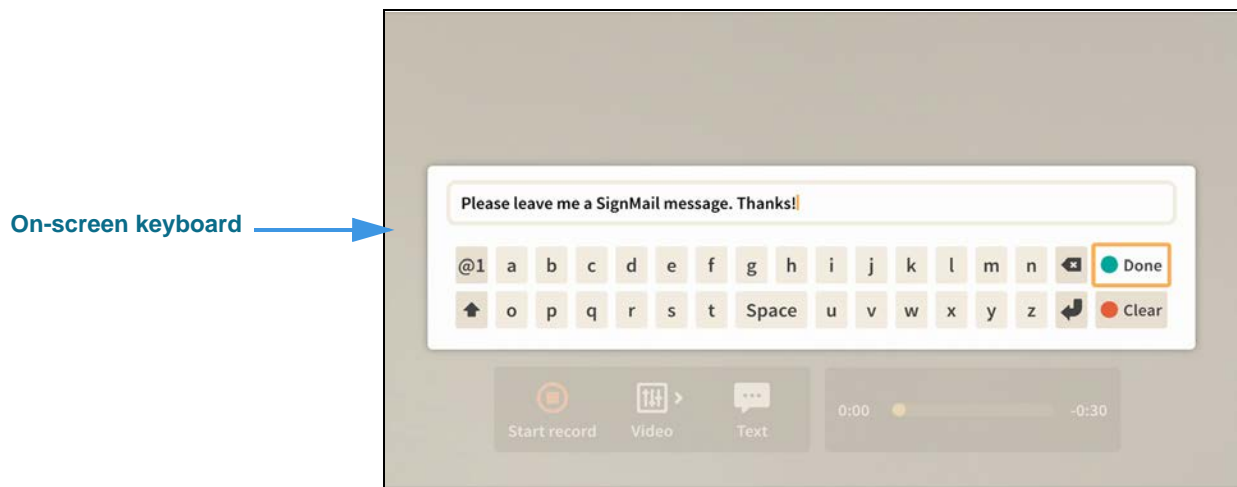 Please leave me a SignMail message. Thanks!
On-screen keyboard
@1 a b c d e f g h i j k l m n Done
o p q r s t Space u v w x y z Clear
0:00 -0:30
Start record Video Text